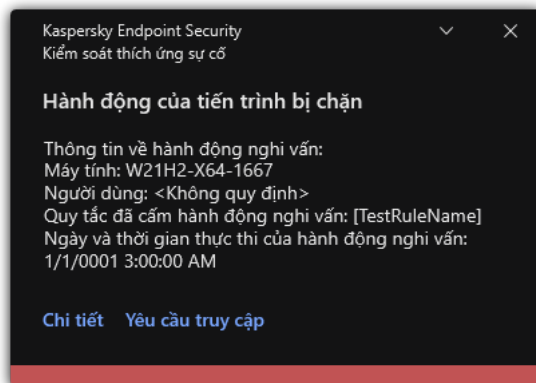 Kaspersky Endpoint Security
Kiểm soát thích ứng sự cố
Hành động của tiến trình bị chặn
Thông tin về hành động nghi vấn:
Máy tính: W21H2-X64-1667
Người dùng: <Không quy định>
Quy tắc đã cấm hành động nghi vấn: [TestRuleName]
Ngày và thời gian thực thi của hành động nghi vấn:
1/1/0001 3:00:00 AM
Chi tiết Yêu cầu truy cập